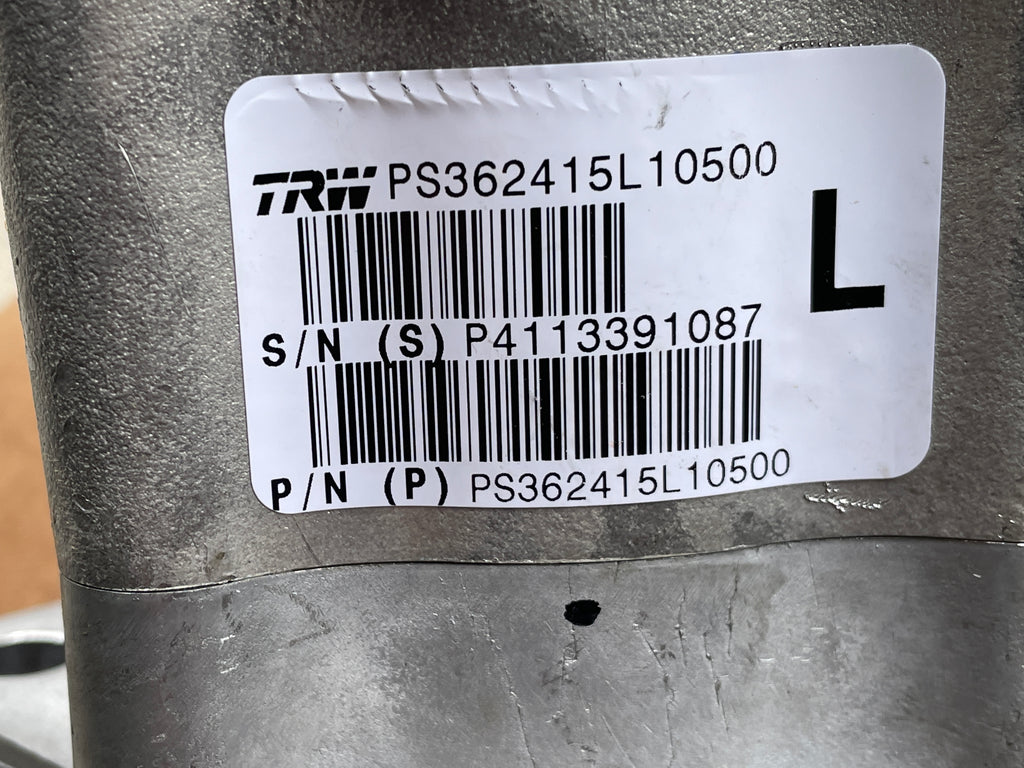 TRW PS362415L10500
L
S/N (S) P4113391087
P/N (P) PS362415L10500